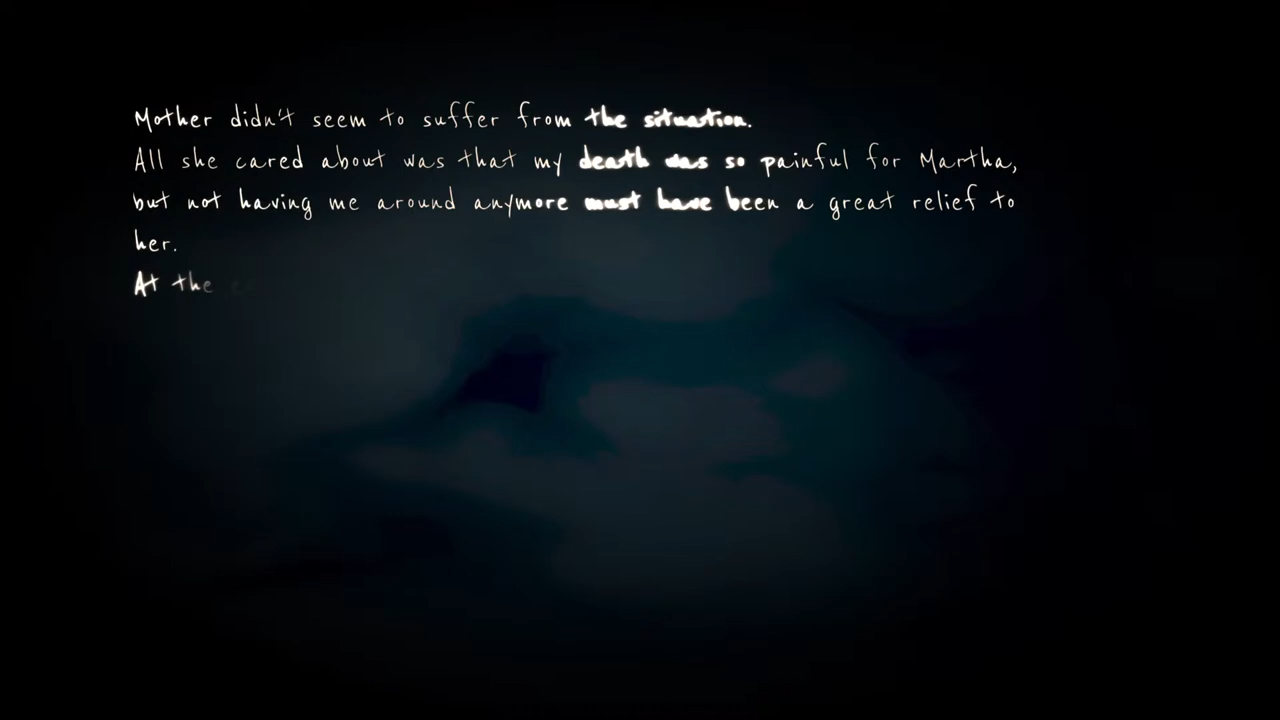 Mother didn't seem to suffer from the situation.
All she cared about was that my death was so painful for Martha,
but not having me around anymore must have been a great relief to
her.
At the